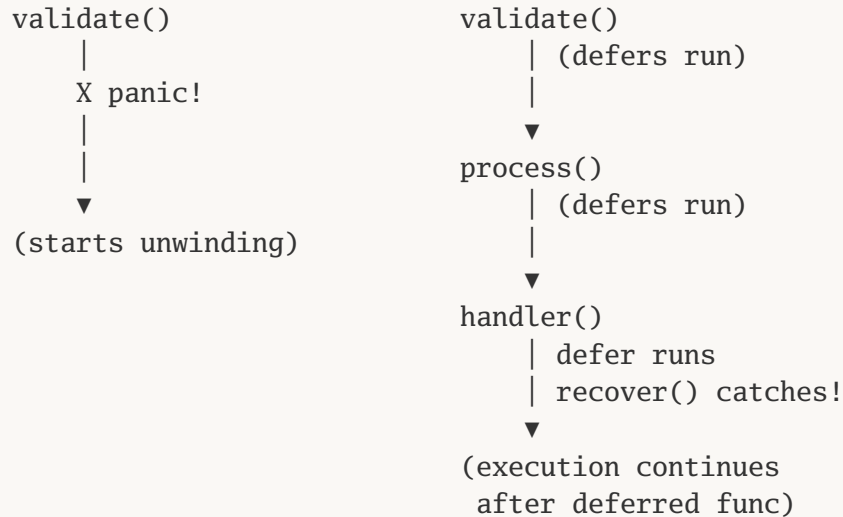 validate()
X panic!
(starts unwinding)
validate()
(defers run)
process()
(defers run)
handler()
defer runs
recover() catches!
(execution continues
after deferred func)